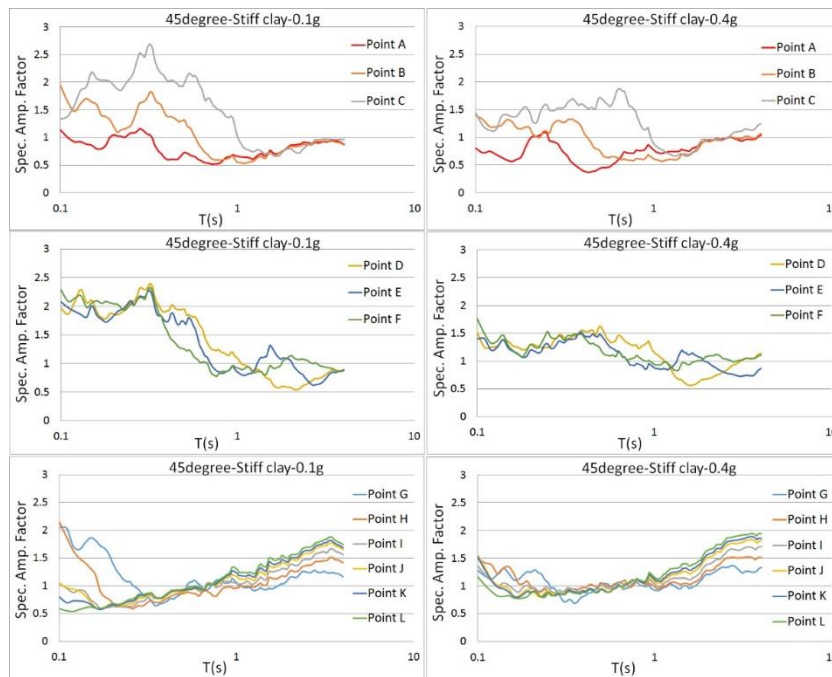 45degree-Stiff clay-0.1g
Spec. Amp. Factor
3
2.5
2
1.5
1
0.5
0
0.1
1
10
T(s)
Point A
Point B
Point C
45degree-Stiff clay-0.4g
Spec. Amp. Factor
3
2.5
2
1.5
1
0.5
0
0.1
1
10
T(s)
Point A
Point B
Point C
45degree-Stiff clay-0.1g
Spec. Amp. Factor
3
2.5
2
1.5
1
0.5
0
0.1
1
10
T(s)
Point D
Point E
Point F
45degree-Stiff clay-0.4g
Spec. Amp. Factor
3
2.5
2
1.5
1
0.5
0
0.1
1
10
T(s)
Point D
Point E
Point F
45degree-Stiff clay-0.1g
Spec. Amp. Factor
3
2.5
2
1.5
1
0.5
0
0.1
1
10
T(s)
Point G
Point H
Point I
Point J
Point K
Point L
45degree-Stiff clay-0.4g
Spec. Amp. Factor
3
2.5
2
1.5
1
0.5
0
0.1
1
10
T(s)
Point G
Point H
Point I
Point J
Point K
Point L